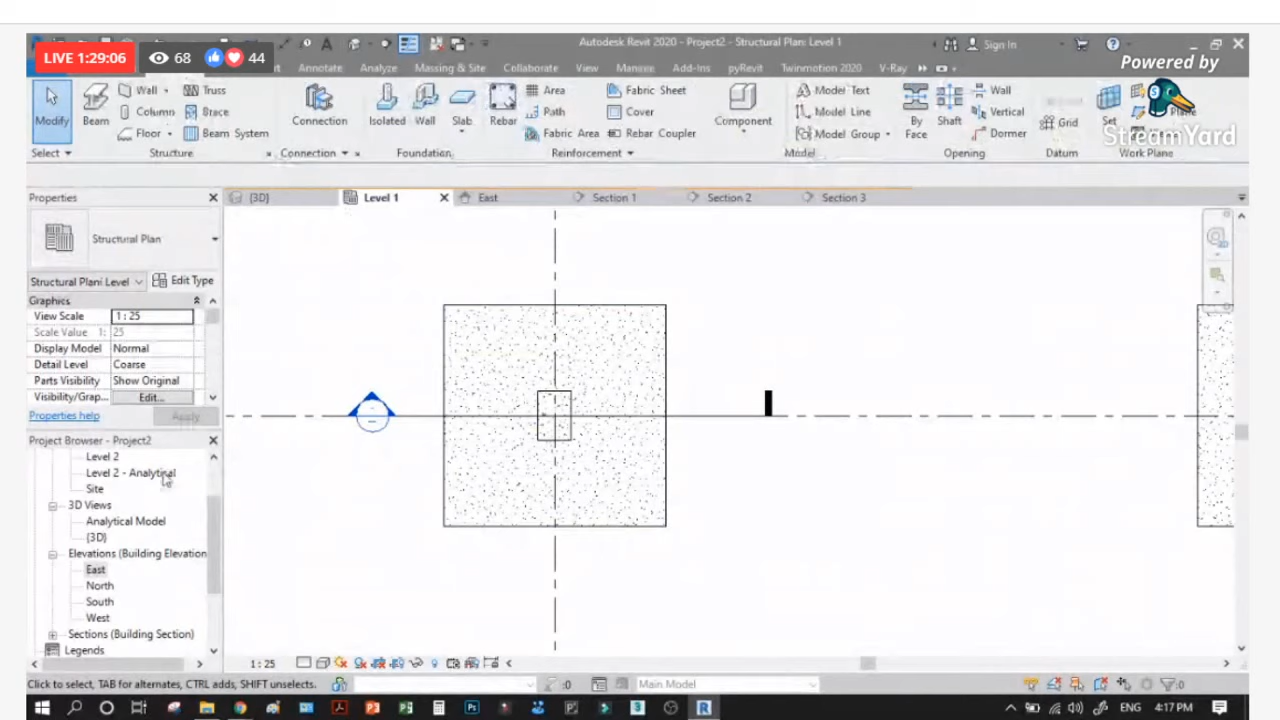 LIVE 1:29:06
68
44
Autodesk Revit 2020 - Project2 - Structural Plan: Level 1
Sign In
Annotate Analyze Massing & Site Collaborate View Manage Add-Ins pyRevit Twinmotion 2020 V-Ray
Powered by
StreamYard
Modify
Beam
Wall
Column
Floor
Truss
Brace
Beam System
Connection
Isolated
Wall
Slab
Rebar
Area
Path
Fabric Area
Fabric Sheet
Cover
Rebar Coupler
Component
Model Text
Model Line
Model Group
By Face
Shaft
Wall
Vertical
Dormer
Grid
Set
Plane
Select Structure Connection Foundation Reinforcement Model Opening Datum Work Plane
Properties
{3D} Level 1 East Section 1 Section 2 Section 3
Structural Plan
Structural Plan: Level
Edit Type
Graphics
View Scale 1 : 25
Scale Value 1: 25
Display Model Normal
Detail Level Coarse
Parts Visibility Show Original
Visibility/Grap... Edit...
Properties help
Apply
Project Browser - Project2
Level 2
Level 2 - Analytical
Site
3D Views
Analytical Model
{3D}
Elevations (Building Elevation
East
North
South
West
Sections (Building Section)
Legends
1 : 25
Click to select, TAB for alternates, CTRL adds, SHIFT unselects.
:0
Main Model
:0
ENG
4:17 PM